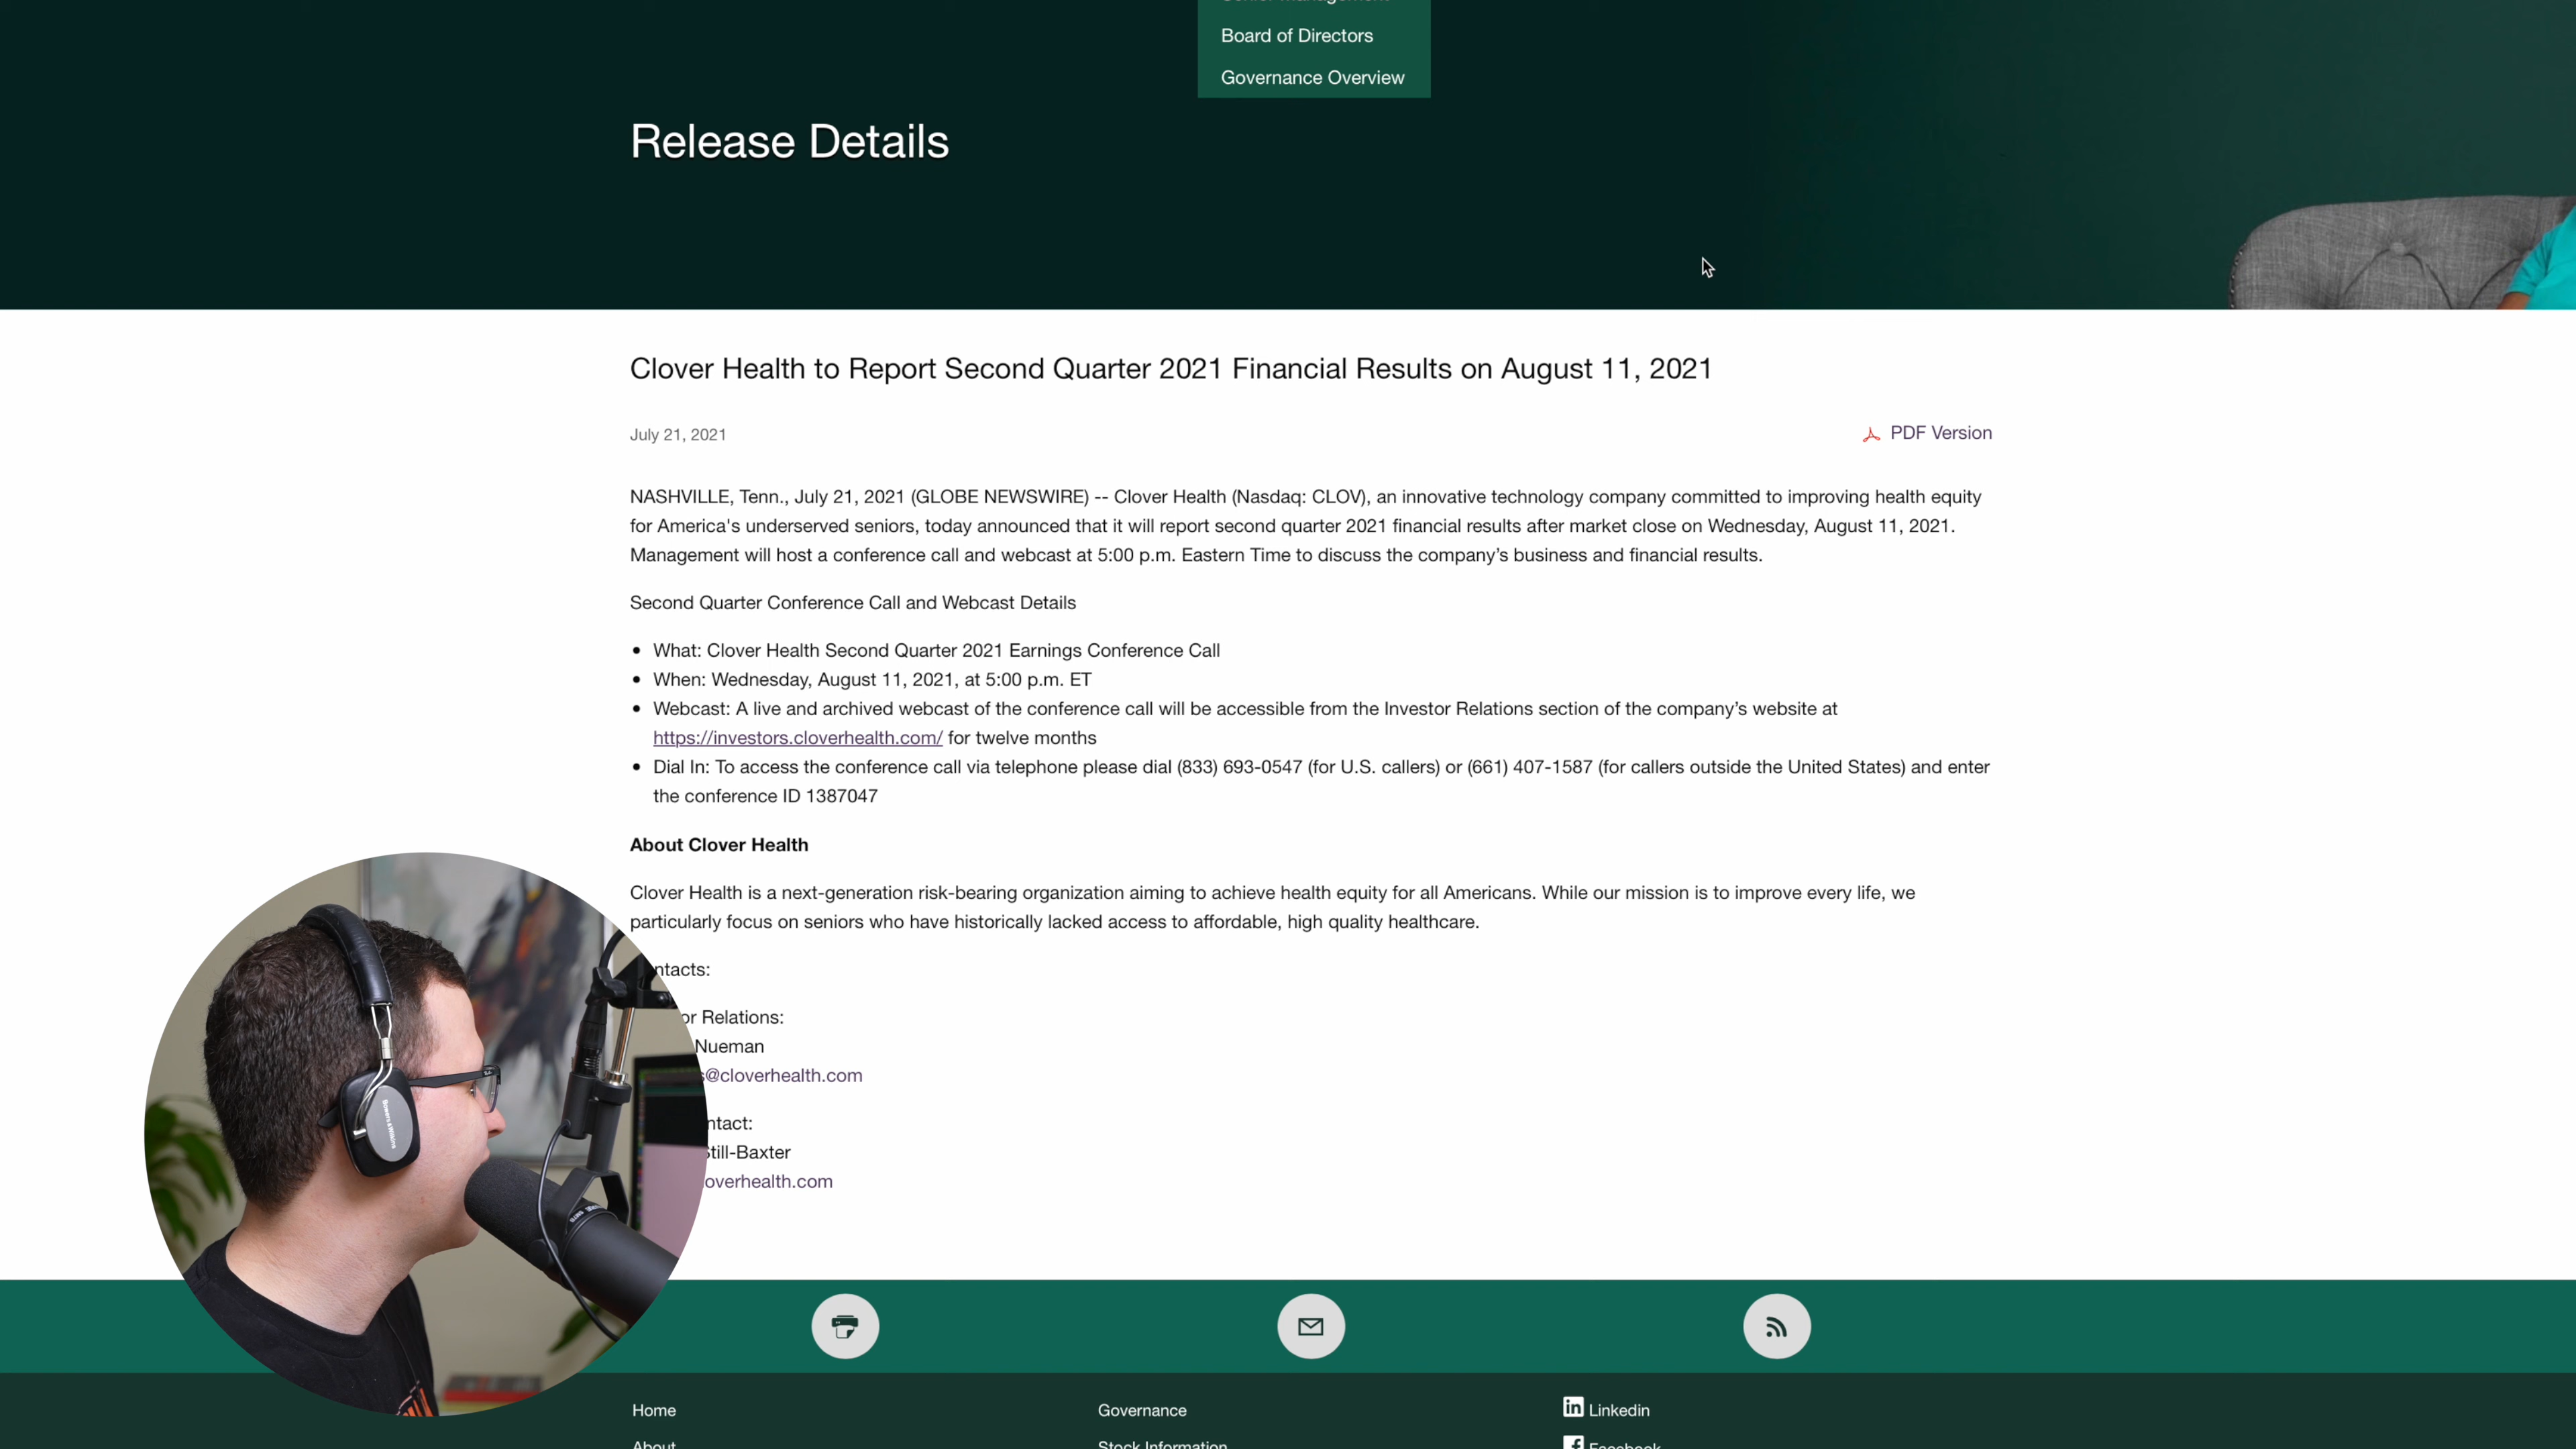 Board of Directors
Governance Overview
Release Details
Clover Health to Report Second Quarter 2021 Financial Results on August 11, 2021
July 21, 2021
PDF Version
NASHVILLE, Tenn., July 21, 2021 (GLOBE NEWSWIRE) -- Clover Health (Nasdaq: CLOV), an innovative technology company committed to improving health equity
for America's underserved seniors, today announced that it will report second quarter 2021 financial results after market close on Wednesday, August 11, 2021.
Management will host a conference call and webcast at 5:00 p.m. Eastern Time to discuss the company’s business and financial results.
Second Quarter Conference Call and Webcast Details
• What: Clover Health Second Quarter 2021 Earnings Conference Call
• When: Wednesday, August 11, 2021, at 5:00 p.m. ET
• Webcast: A live and archived webcast of the conference call will be accessible from the Investor Relations section of the company’s website at
https://investors.cloverhealth.com/ for twelve months
• Dial In: To access the conference call via telephone please dial (833) 693-0547 (for U.S. callers) or (661) 407-1587 (for callers outside the United States) and enter
the conference ID 1387047
About Clover Health
Clover Health is a next-generation risk-bearing organization aiming to achieve health equity for all Americans. While our mission is to improve every life, we
particularly focus on seniors who have historically lacked access to affordable, high quality healthcare.
ntacts:
or Relations:
Nueman
s@cloverhealth.com
ntact:
Still-Baxter
overhealth.com
Bowers&Wilkins
Home
Governance
Linkedin
About
Stock Information
Facebook